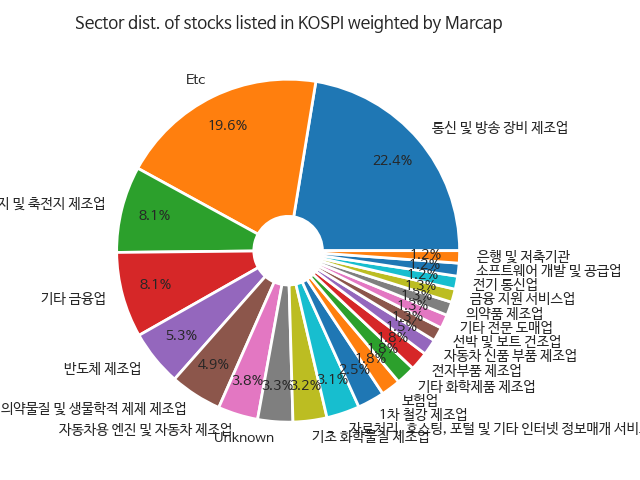 Sector dist. of stocks listed in KOSPI weighted by Marcap
Etc
19.6%
통신 및 방송 장비 제조업
22.4%
지 및 축전지 제조업
8.1%
기타 금융업
8.1%
반도체 제조업
5.3%
의약물질 및 생물학적 제제 제조업
4.9%
자동차용 엔진 및 자동차 제조업
3.8%
Unknown
3.3%
기초 화학물질 제조업
3.2%
자료처리, 호스팅, 포털 및 기타 인터넷 정보매개 서비
3.1%
1차 철강 제조업
2.5%
보험업
1.8%
기타 화학제품 제조업
1.8%
전자부품 제조업
1.8%
자동차 신품 부품 제조업
1.5%
선박 및 보트 건조업
1.3%
기타 전문 도매업
1.3%
의약품 제조업
1.3%
금융 지원 서비스업
1.3%
전기 통신업
1.2%
소프트웨어 개발 및 공급업
1.2%
은행 및 저축기관
1.2%